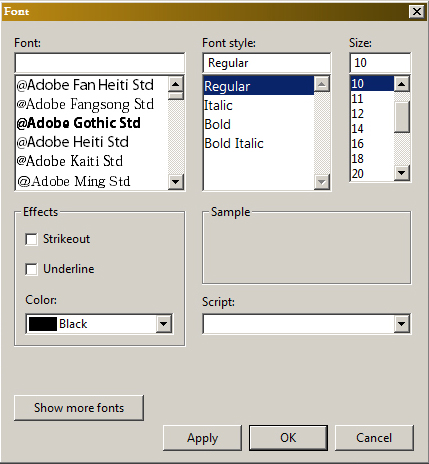 Font
Font: Font style: Size:
Regular 10
@Adobe Fan Heiti Std
@Adobe Fangsong Std
@Adobe Gothic Std
@Adobe Heiti Std
@Adobe Kaiti Std
@Adobe Ming Std
Regular
Italic
Bold
Bold Italic
10
11
12
14
16
18
20
Effects
Strikeout
Underline
Color:
Black
Sample
Script:
Show more fonts
Apply OK Cancel